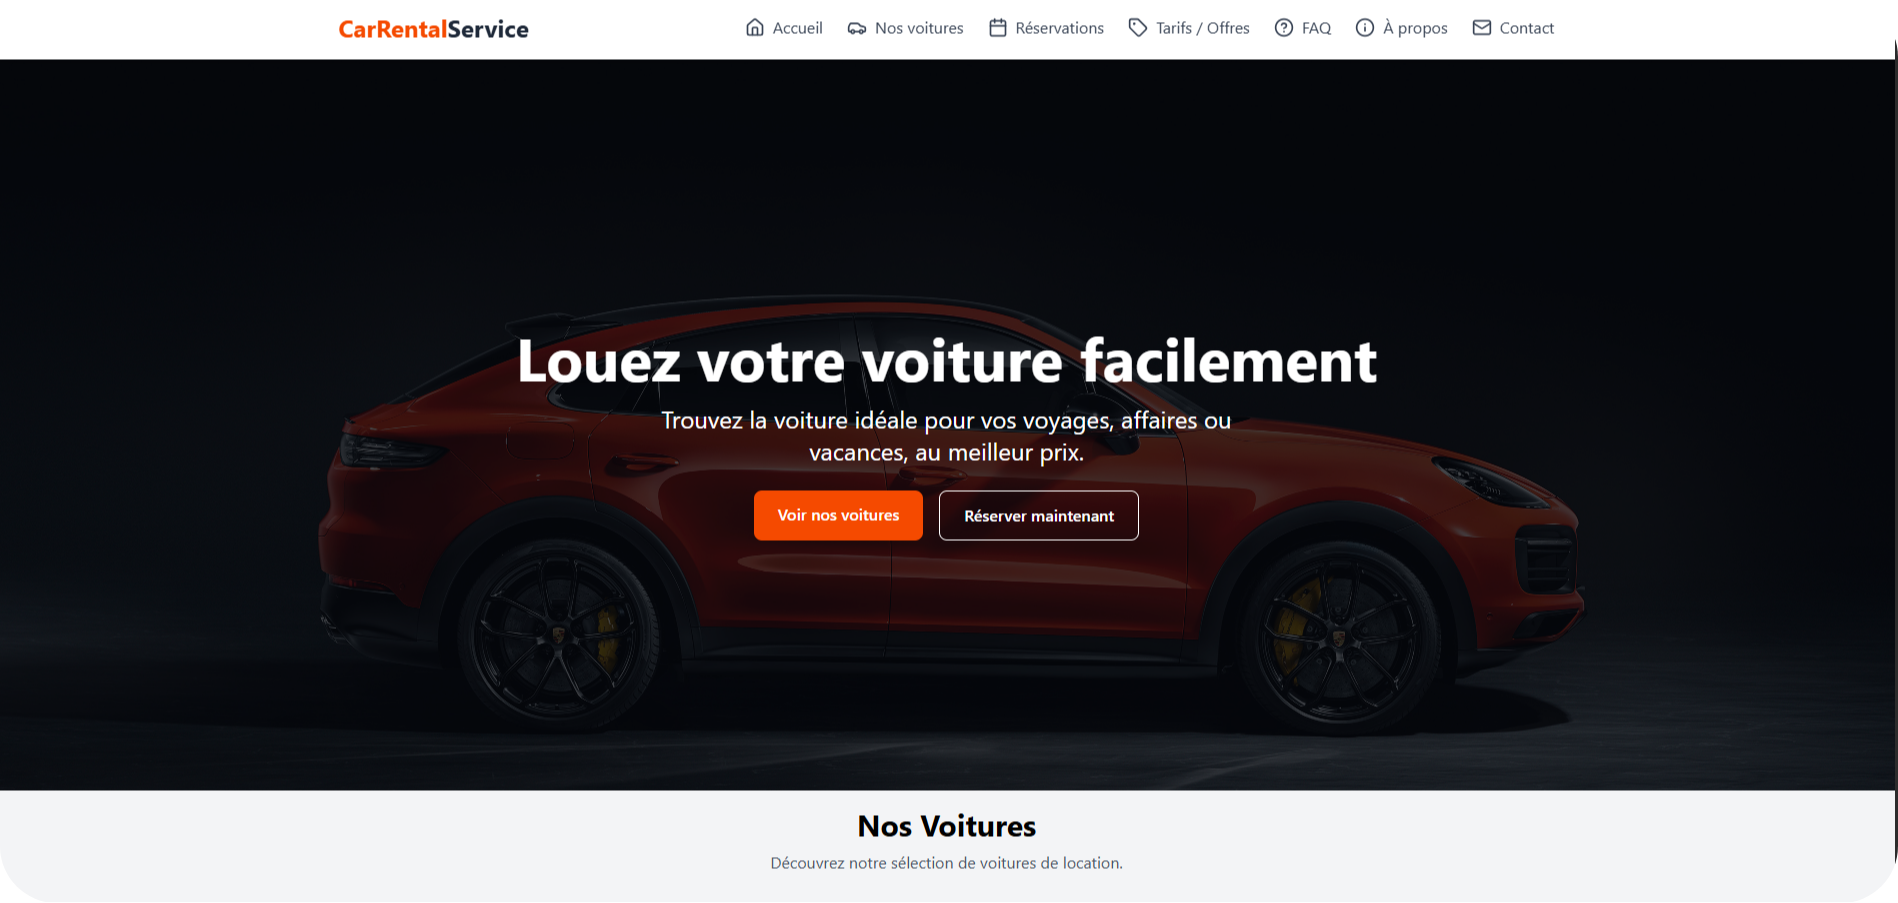 CarRentalService
Accueil
Nos voitures
Réservations
Tarifs / Offres
FAQ
À propos
Contact
Louez votre voiture facilement
Trouvez la voiture idéale pour vos voyages, affaires ou
vacances, au meilleur prix.
Voir nos voitures
Réserver maintenant
Nos Voitures
Découvrez notre sélection de voitures de location.